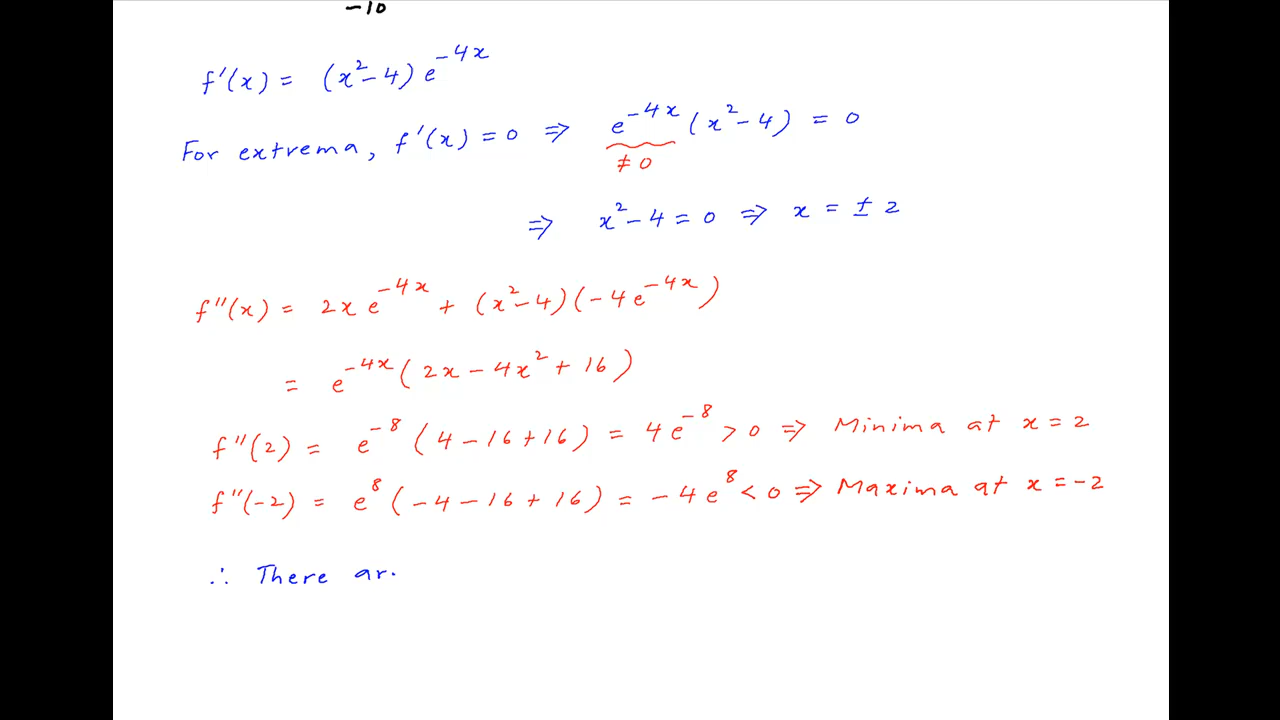 -10
f'(x) = (x² - 4) e^{-4x}
For extrema, f'(x) = 0 ⇒ e^{-4x} (x² - 4) = 0
≠ 0
⇒ x² - 4 = 0 ⇒ x = ± 2
f''(x) = 2x e^{-4x} + (x² - 4)(-4e^{-4x})
= e^{-4x} (2x - 4x² + 16)
f''(2) = e^{-8} (4 - 16 + 16) = 4e^{-8} > 0 ⇒ Minima at x = 2
f''(-2) = e^{8} (-4 - 16 + 16) = -4e^{8} < 0 ⇒ Maxima at x = -2
∴ There ar